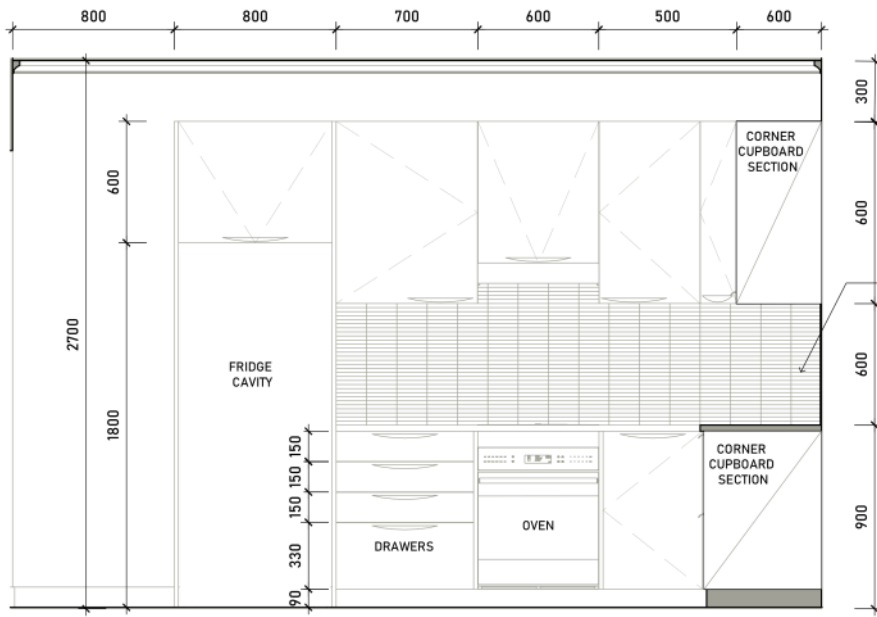 800 800 700 600 500 600
300
CORNER
CUPBOARD
SECTION
600
600
2700
FRIDGE
CAVITY
600
1800
150
150
150
CORNER
CUPBOARD
SECTION
OVEN
900
DRAWERS
330
90